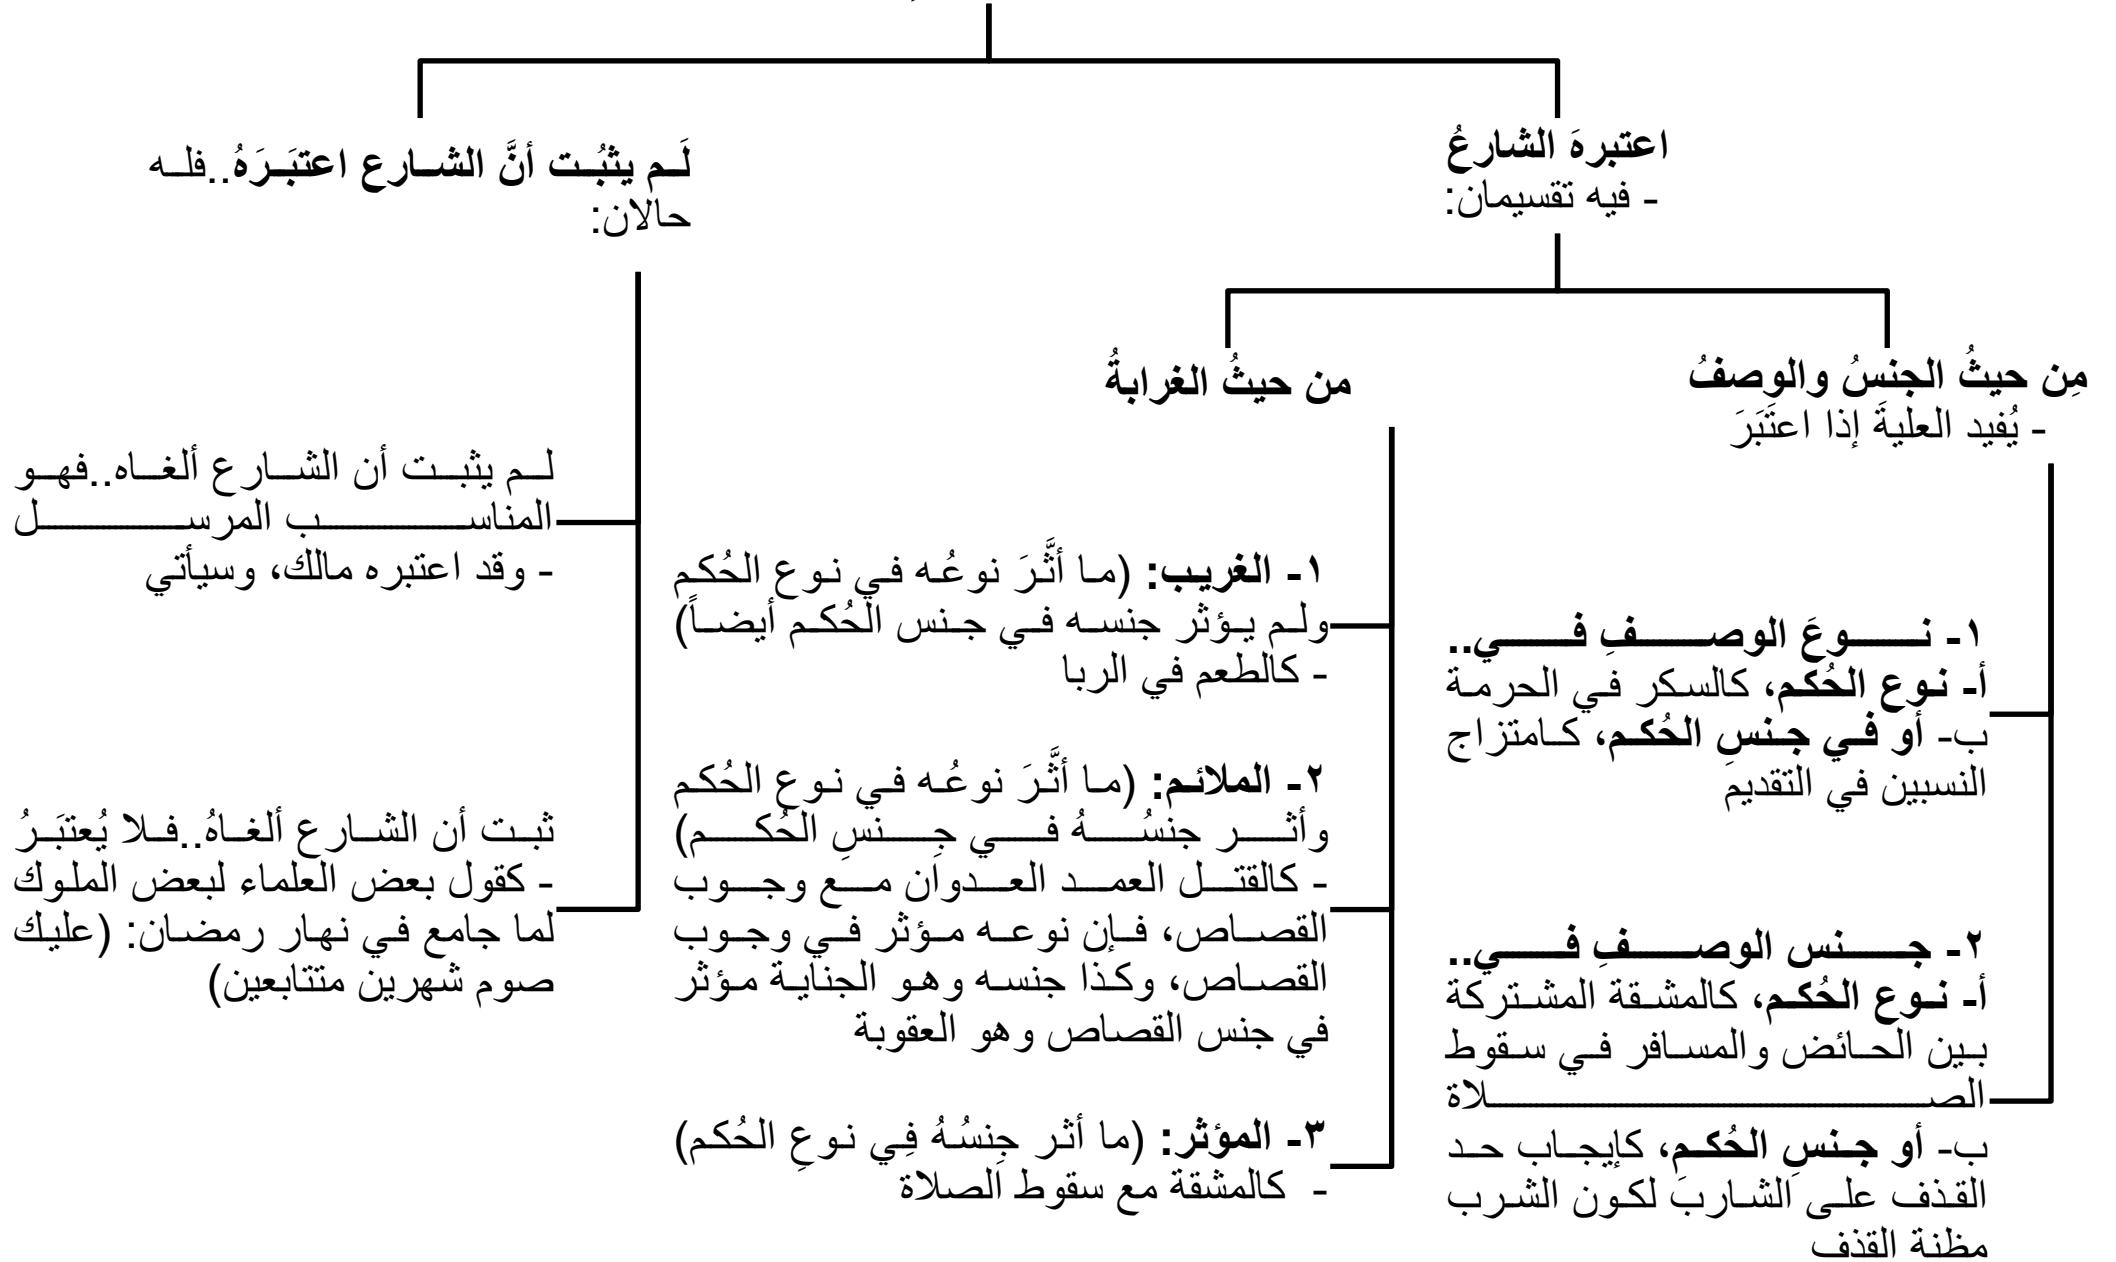 اعتبرهَ الشارعُ
- فيه تقسيمان:
مِن حيثُ الجنسُ والوصفُ
- يُفيد العليةَ إذا اعتَبَرَ
١- نوعَ الوصفِ في..
أ- نوع الحُكم، كالسكر في الحرمة
ب- أو في جنسِ الحُكم، كامتزاج
النسبين في التقديم
٢- جنس الوصفِ في..
أ- نوع الحُكم، كالمشقة المشتركة
بين الحائض والمسافر في سقوط
الصلاة
ب- أو جنسِ الحُكمِ، كإيجاب حد
القذف على الشارب لكون الشرب
مظنة القذف
من حيثُ الغرابةُ
١- الغريب: (ما أثَّرَ نوعُه في نوع الحُكم
ولم يؤثر جنسه في جنس الحُكم أيضاً)
- كالطعم في الربا
٢- الملائم: (ما أثَّرَ نوعُه في نوع الحُكم
وأثر جنسُهُ في جِنسِ الحُكم)
- كالقتل العمد العدوان مع وجوب
القصاص، فإن نوعه مؤثر في وجوب
القصاص، وكذا جنسه وهو الجناية مؤثر
في جنس القصاص وهو العقوبة
٣- المؤثر: (ما أثر جِنسُهُ فِي نوعِ الحُكم)
- كالمشقة مع سقوط الصلاة
لَم يثبُت أنَّ الشارع اعتبَرَهُ..فله
حالان:
لم يثبت أن الشارع ألغاه..فهو
المناسب المرسل
- وقد اعتبره مالك، وسيأتي
ثبت أن الشارع ألغاهُ..فلا يُعتبَرُ
- كقول بعض العلماء لبعض الملوك
لما جامع في نهار رمضان: (عليك
صوم شهرين متتابعين)